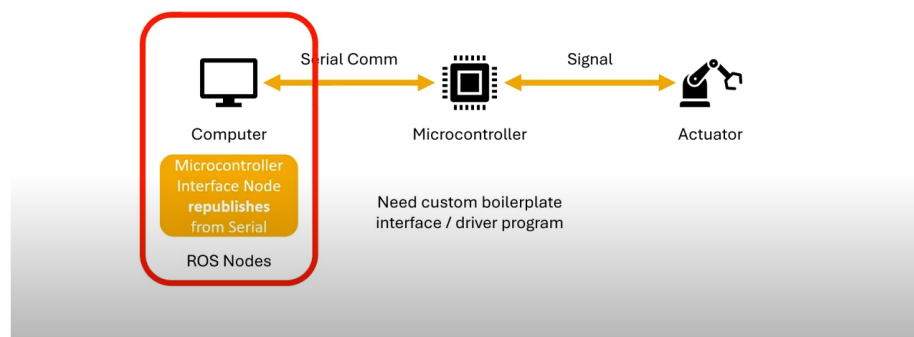 Serial Comm
Signal
Computer
Microcontroller
Actuator
Microcontroller
Interface Node
republishes
from Serial
Need custom boilerplate
interface / driver program
ROS Nodes